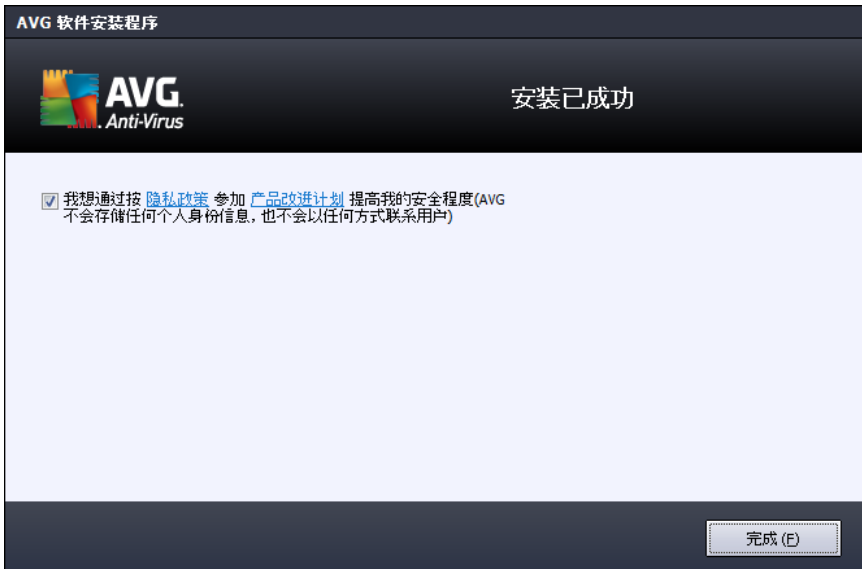 AVG 软件安装程序
AVG.
Anti-Virus
安装已成功
我想通过按 隐私政策 参加 产品改进计划 提高我的安全程度(AVG
不会存储任何个人身份信息, 也不会以任何方式联系用户)
完成 (F)